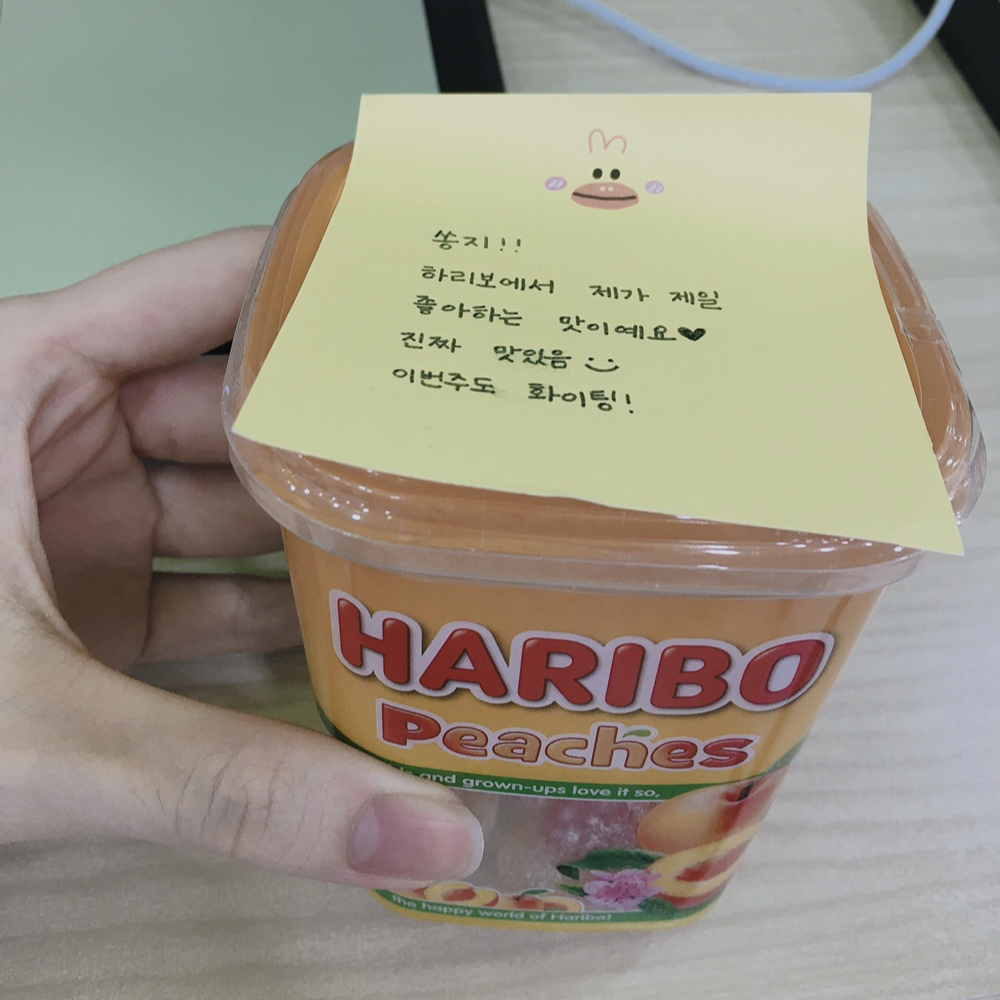 쏭지!!
하리보에서 제가 제일
좋아하는 맛이예요♥
진짜 맛있음
이번주도 화이팅!
HARIBO
Peaches
and grown-ups love it so,
the happy world of Haribo!